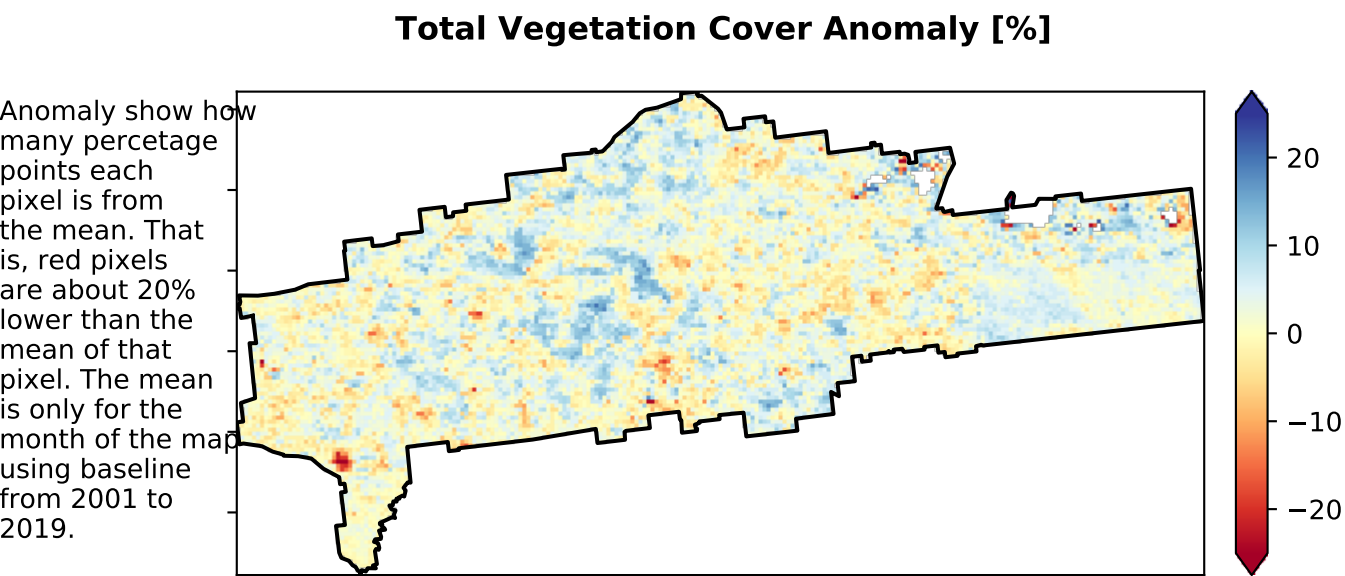 Total Vegetation Cover Anomaly [%]
Anomaly show how
many percetage
points each
pixel is from
the mean. That
is, red pixels
are about 20%
lower than the
mean of that
pixel. The mean
is only for the
month of the map
using baseline
from 2001 to
2019.
20
10
0
−10
−20